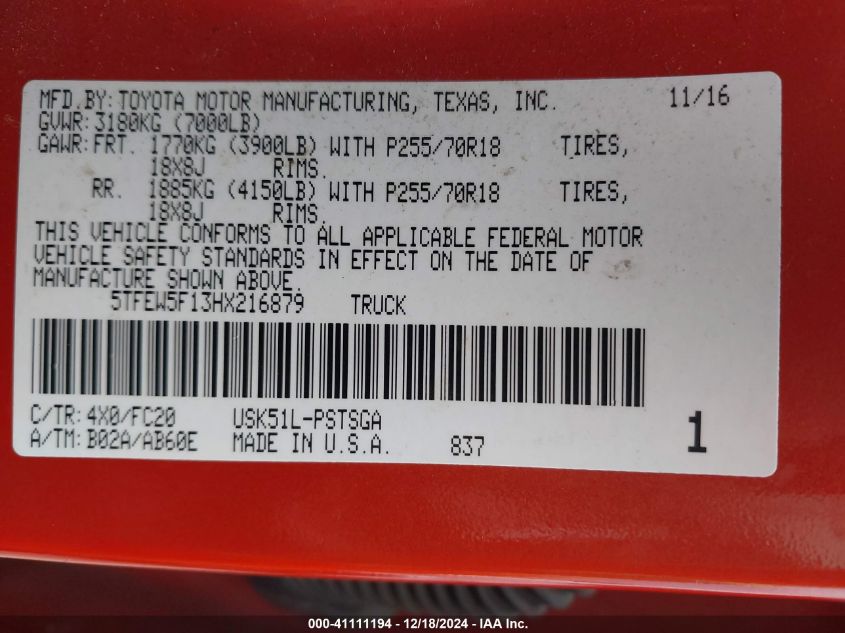 MFD.BY:TOYOTA MOTOR MANUFACTURING, TEXAS, INC. 11/16
GVWR:3180KG (7000LB)
GAWR:FRT. 1770KG (3900LB) WITH P255/70R18 TIRES,
18X8J RIMS.
RR. 1885KG (4150LB) WITH P255/70R18 TIRES,
18X8J RIMS.
THIS VEHICLE CONFORMS TO ALL APPLICABLE FEDERAL MOTOR
VEHICLE SAFETY STANDARDS IN EFFECT ON THE DATE OF
MANUFACTURE SHOWN ABOVE.
5TFEW5F13HX216879 TRUCK
C/TR:4X0/FC20 USK51L-PSTSGA
A/TM:B02A/AB60E MADE IN U.S.A. 837 1
000-41111194 - 12/18/2024 - IAA Inc.